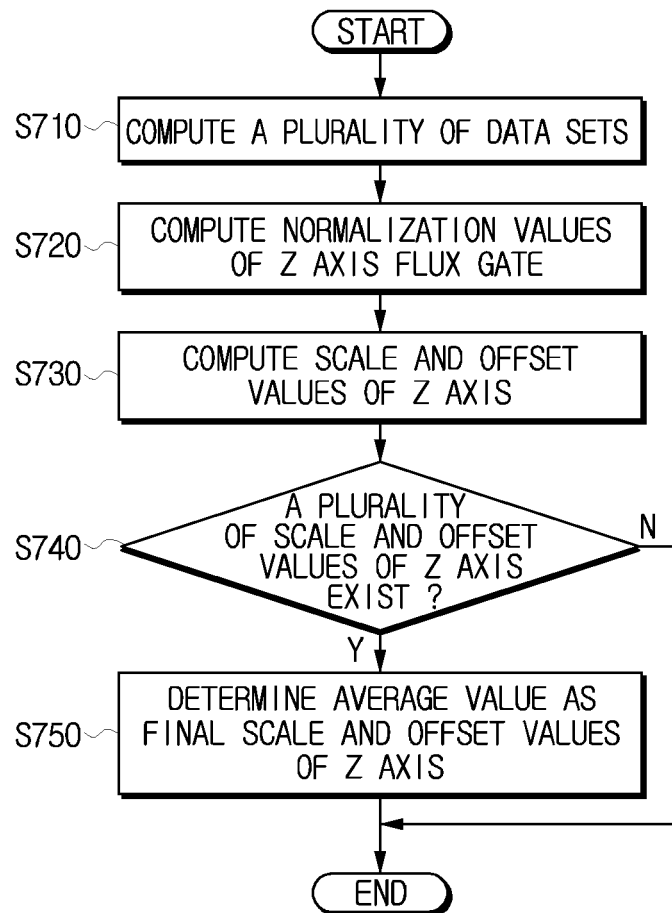 START
S710
COMPUTE A PLURALITY OF DATA SETS
S720
COMPUTE NORMALIZATION VALUES
OF Z AXIS FLUX GATE
S730
COMPUTE SCALE AND OFFSET
VALUES OF Z AXIS
S740
A PLURALITY
OF SCALE AND OFFSET
VALUES OF Z AXIS
EXIST ?
N
Y
S750
DETERMINE AVERAGE VALUE AS
FINAL SCALE AND OFFSET VALUES
OF Z AXIS
END